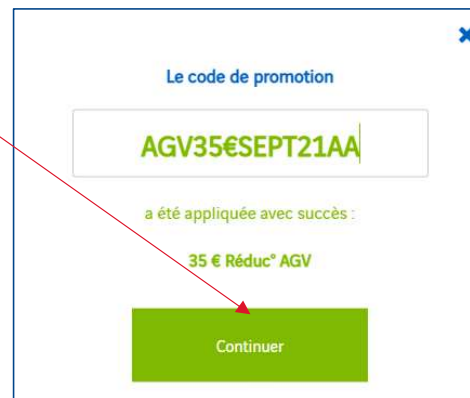 Le code de promotion
AGV35€SEPT21AA
a été appliquée avec succès :
35 € Réduc° AGV
Continuer